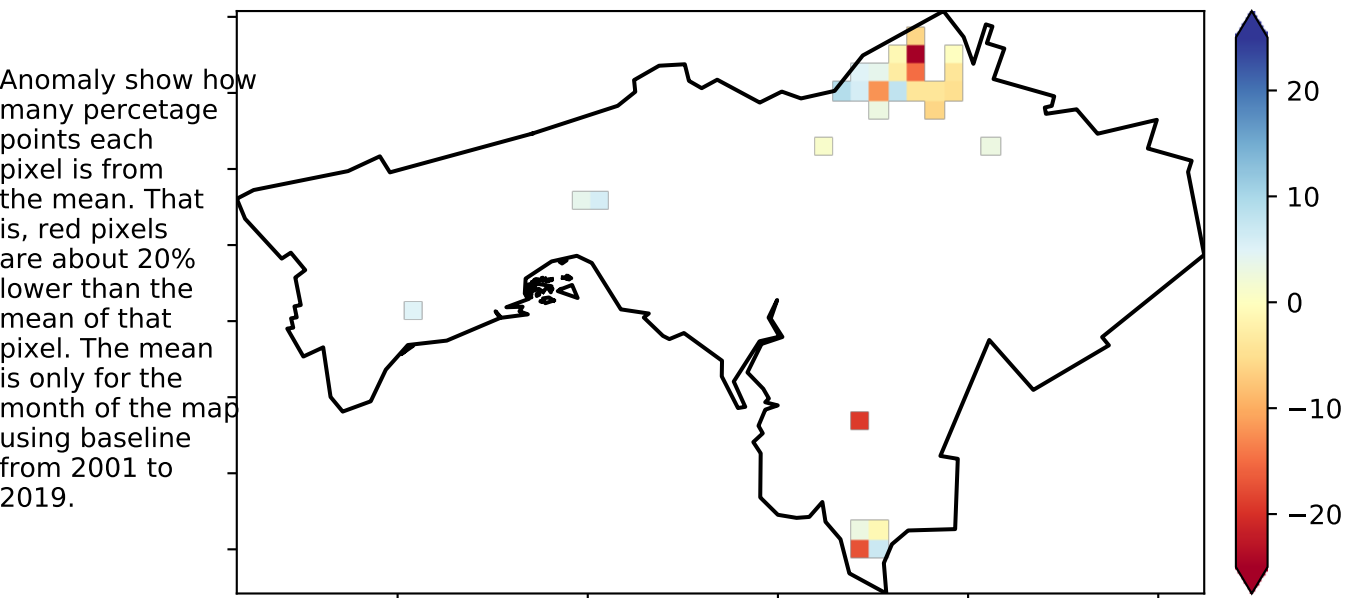 Anomaly show how
many percetage
points each
pixel is from
the mean. That
is, red pixels
are about 20%
lower than the
mean of that
pixel. The mean
is only for the
month of the map
using baseline
from 2001 to
2019.
20
10
0
−10
−20